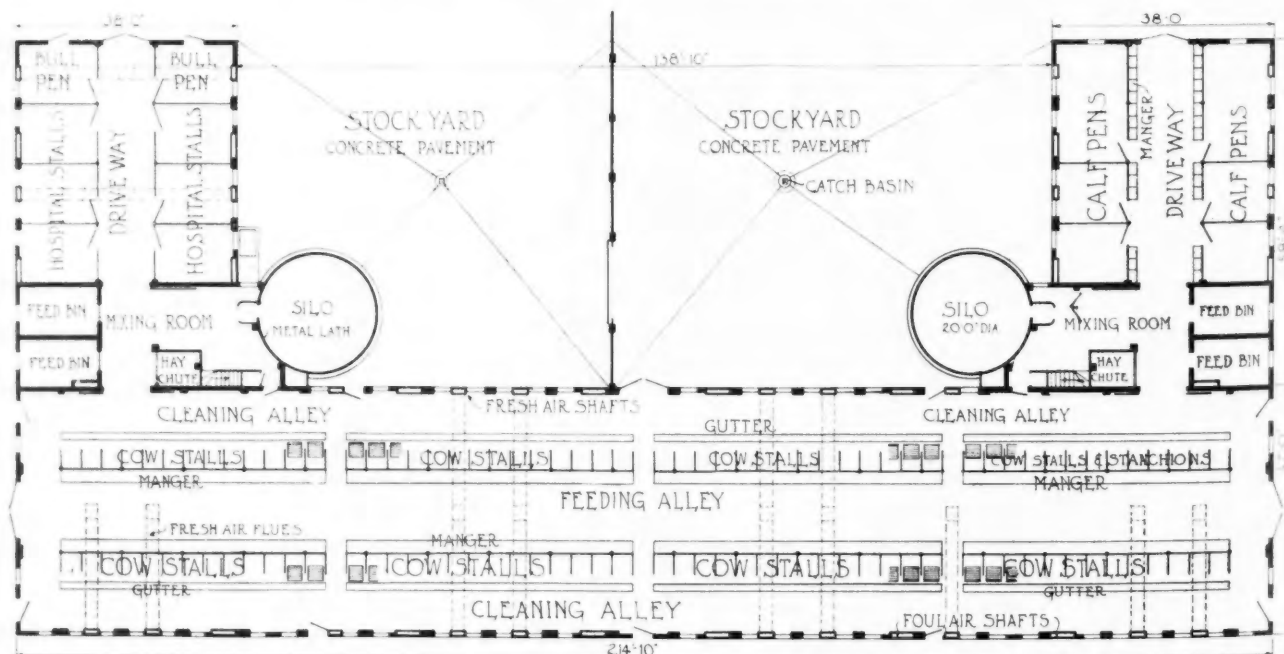 38'-0"
38-0
138'-10"
BULL PEN
BULL PEN
HOSPITAL STALLS
DRIVE WAY
HOSPITAL STALLS
STOCKYARD
CONCRETE PAVEMENT
STOCKYARD
CONCRETE PAVEMENT
CATCH BASIN
CALF PENS
MANGER
DRIVEWAY
CALF PENS
FEED BIN
MIXING ROOM
FEED BIN
HAY CHUTE
SILO
METAL LATH
SILO
20'0" DIA
MIXING ROOM
FEED BIN
FEED BIN
HAY CHUTE
CLEANING ALLEY
FRESH AIR SHAFTS
CLEANING ALLEY
GUTTER
COW STALLS
COW STALLS
COW STALLS
COW STALLS & STANCHIONS
MANGER
FEEDING ALLEY
MANGER
FRESH AIR FLUES
MANGER
COW STALLS
COW STALLS
COW STALLS
COW STALLS
GUTTER
GUTTER
CLEANING ALLEY
FOUL AIR SHAFTS
214'-10"